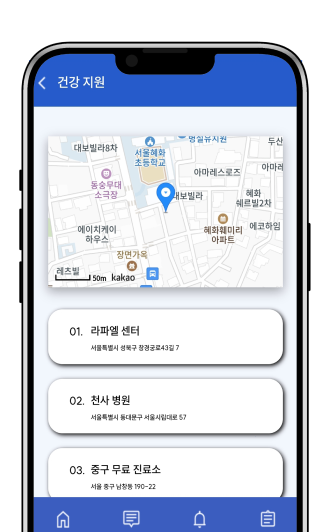 건강 지원
명철유치원
두산
대보빌라8차
서울혜화
초등학교
아마레스로즈
아마레
동숭무대
소극장
대보빌라
혜화
쉐르빌2차
에이치케이
하우스
혜화훼미리
아파트
에코하임
장면가옥
레츠빌
50m kakao
01. 라파엘 센터
서울특별시 성북구 창경궁로43길 7
02. 천사 병원
서울특별시 동대문구 서울시립대로 57
03. 중구 무료 진료소
서울 중구 남창동 190-22